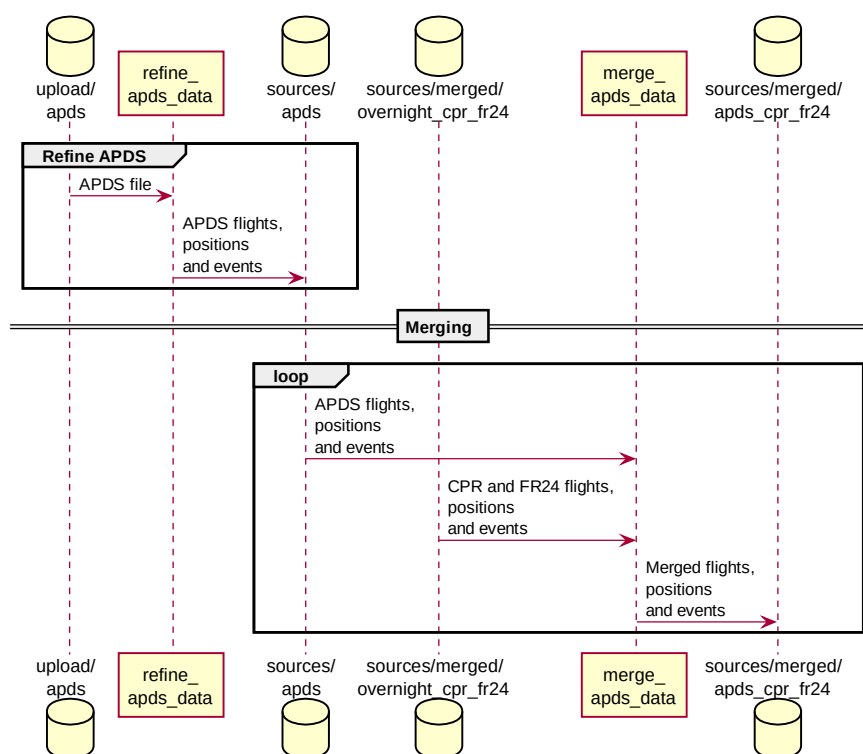 upload/
apds
refine_
apds_data
sources/
apds
sources/merged/
overnight_cpr_fr24
merge_
apds_data
sources/merged/
apds_cpr_fr24
Refine APDS
APDS file
APDS flights,
positions
and events
Merging
loop
APDS flights,
positions
and events
CPR and FR24 flights,
positions
and events
Merged flights,
positions
and events
upload/
apds
refine_
apds_data
sources/
apds
sources/merged/
overnight_cpr_fr24
merge_
apds_data
sources/merged/
apds_cpr_fr24